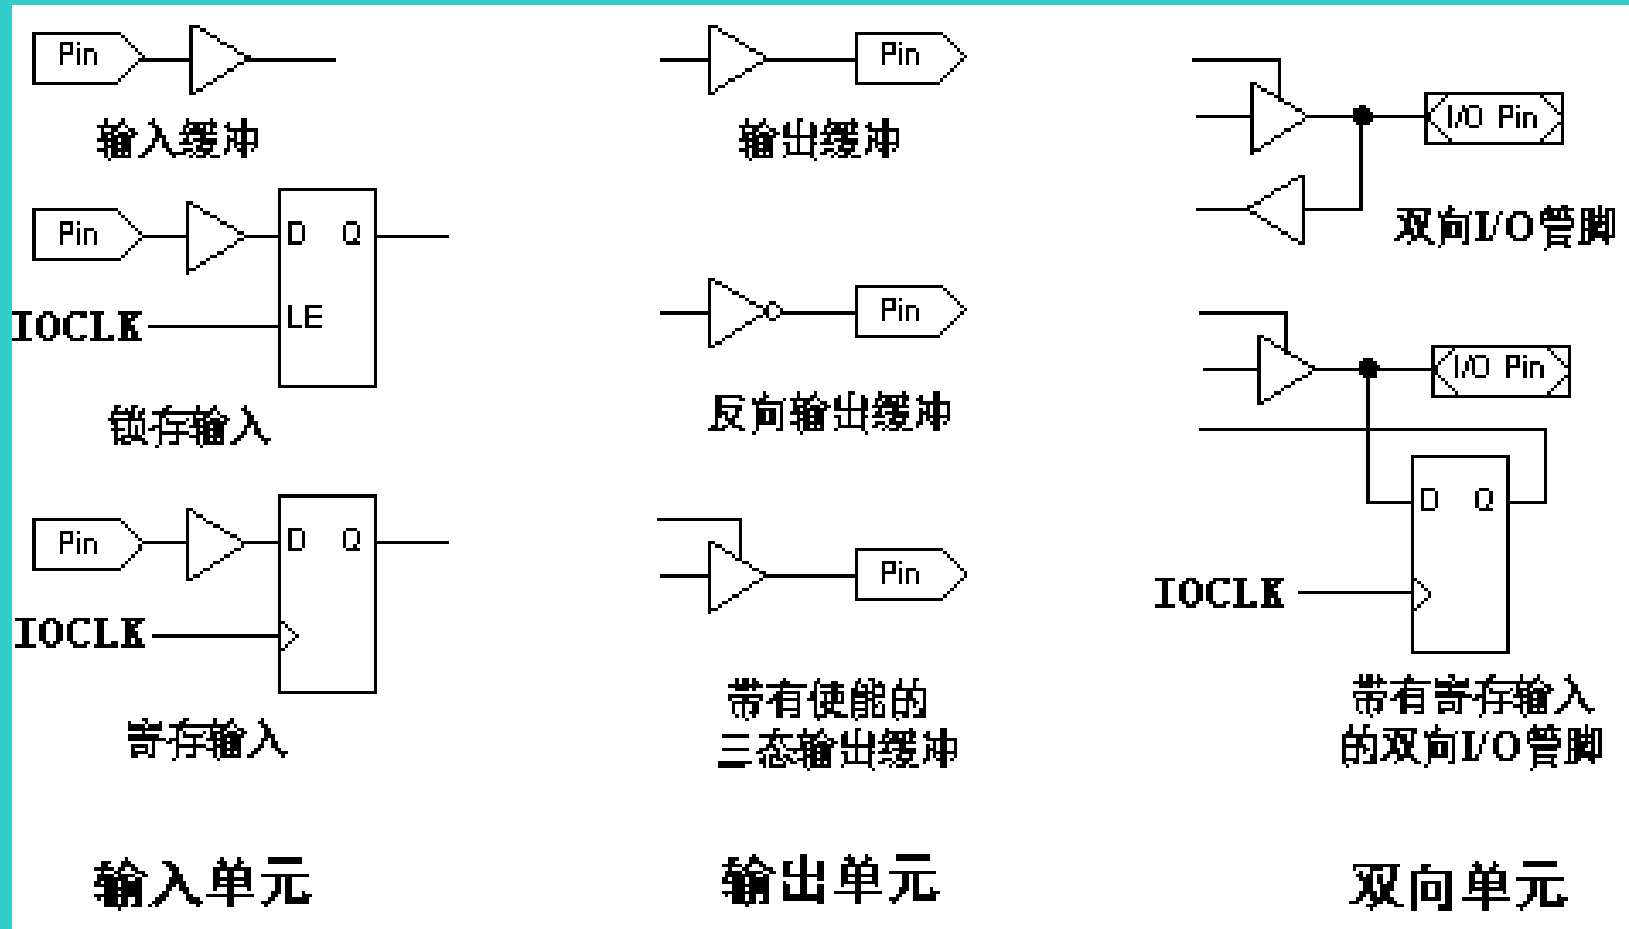 Pin
输入缓冲
Pin
D Q
IOCLK
LE
锁存输入
Pin
D Q
IOCLK
寄存输入
输入单元
Pin
输出缓冲
Pin
反向输出缓冲
Pin
带有使能的
三态输出缓冲
输出单元
I/O Pin
双向I/O管脚
I/O Pin
D Q
IOCLK
带有寄存输入
的双向I/O管脚
双向单元